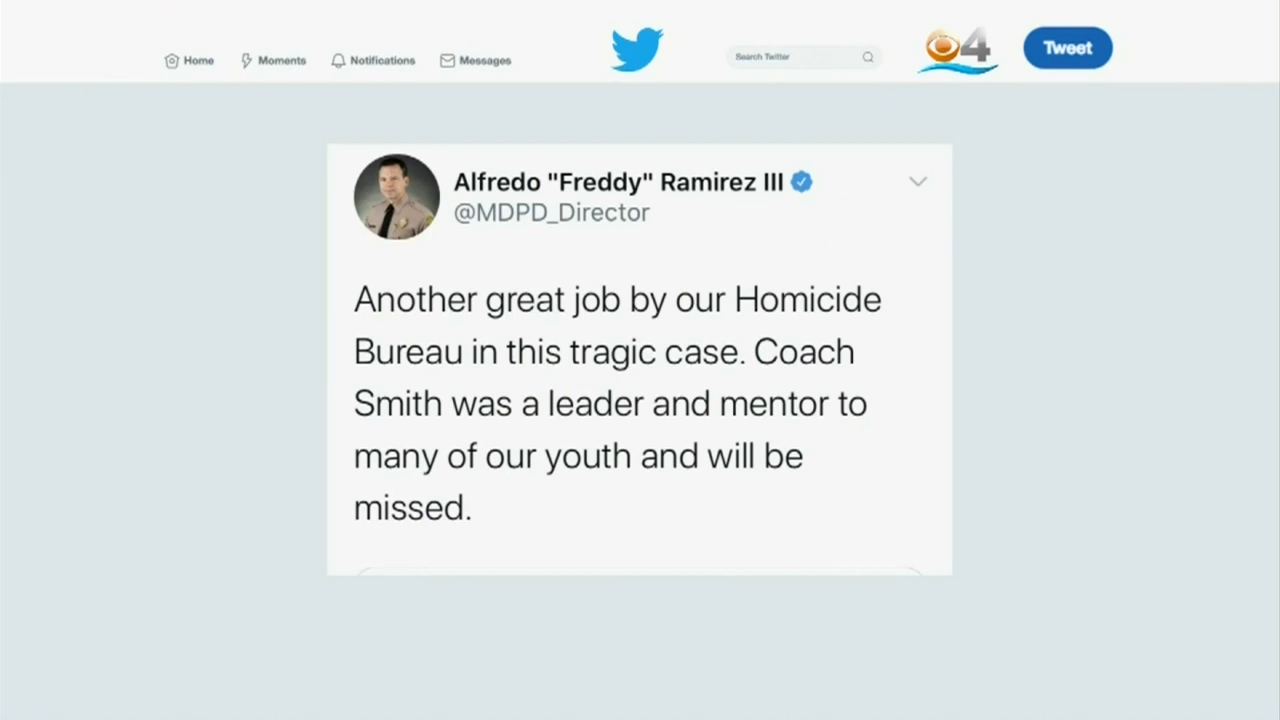 Home Moments Notifications Messages Search Twitter 4 Tweet
Alfredo "Freddy" Ramirez III
@MDPD_Director
Another great job by our Homicide
Bureau in this tragic case. Coach
Smith was a leader and mentor to
many of our youth and will be
missed.